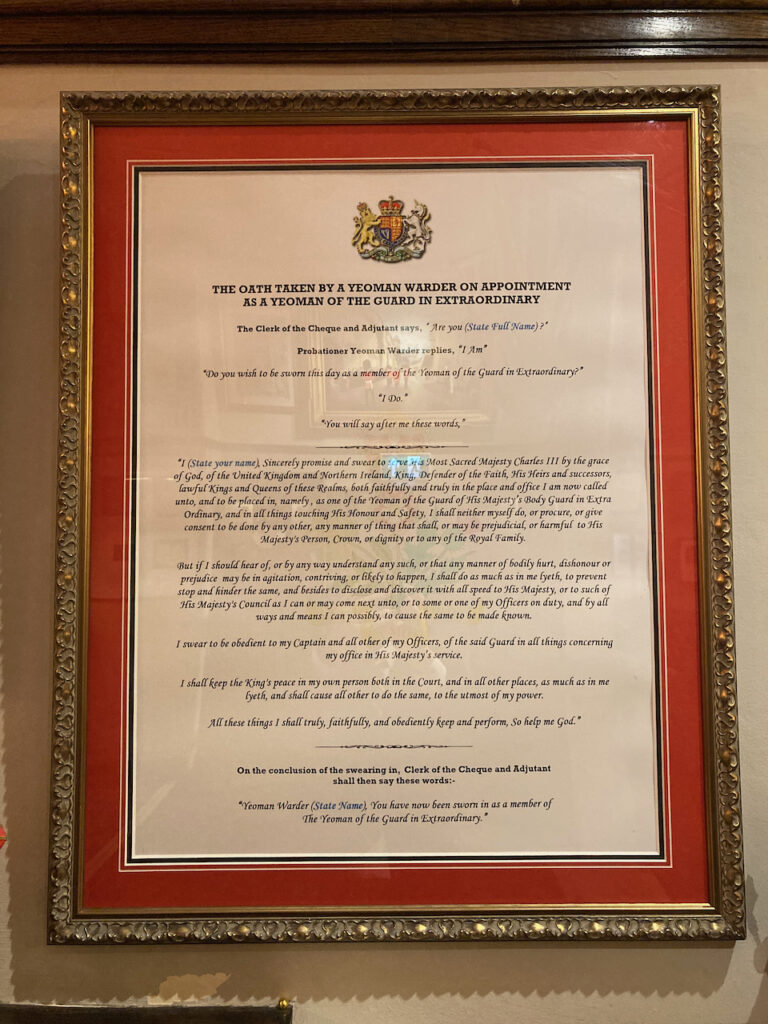 THE OATH TAKEN BY A YEOMAN WARDER ON APPOINTMENT
AS A YEOMAN OF THE GUARD IN EXTRAORDINARY
The Clerk of the Cheque and Adjutant says, "Are you (State Full Name)?"
Probationer Yeoman Warder replies, "I Am"
"Do you wish to be sworn this day as a member of the Yeoman of the Guard in Extraordinary?"
"I Do."
"You will say after me these words,"
"I (State your name), Sincerely promise and swear to serve His Most Sacred Majesty Charles III by the grace
of God, of the United Kingdom and Northern Ireland, King, Defender of the Faith, His Heirs and successors,
lawful Kings and Queens of these Realms, both faithfully and truly in the place and office I am now called
unto, and to be placed in, namely, as one of the Yeoman of the Guard of His Majesty's Body Guard in Extra
Ordinary, and in all things touching His Honour and Safety, I shall neither myself do, or procure, or give
consent to be done by any other, any manner of thing that shall, or may be prejudicial, or harmful to His
Majesty's Person, Crown, or dignity or to any of the Royal Family.
But if I should hear of, or by any way understand any such, or that any manner of bodily hurt, dishonour or
prejudice may be in agitation, contriving, or likely to happen, I shall do as much as in me lyeth, to prevent
stop and hinder the same, and besides to disclose and discover it with all speed to His Majesty, or to such of
His Majesty's Council as I can or may come next unto, or to some or one of my Officers on duty, and by all
ways and means I can possibly, to cause the same to be made known.
I swear to be obedient to my Captain and all other of my Officers, of the said Guard in all things concerning
my office in His Majesty's service.
I shall keep the King's peace in my own person both in the Court, and in all other places, as much as in me
lyeth, and shall cause all other to do the same, to the utmost of my power.
All these things I shall truly, faithfully, and obediently keep and perform, So help me God."
On the conclusion of the swearing in, Clerk of the Cheque and Adjutant
shall then say these words:-
"Yeoman Warder (State Name), You have now been sworn in as a member of
The Yeoman of the Guard in Extraordinary."